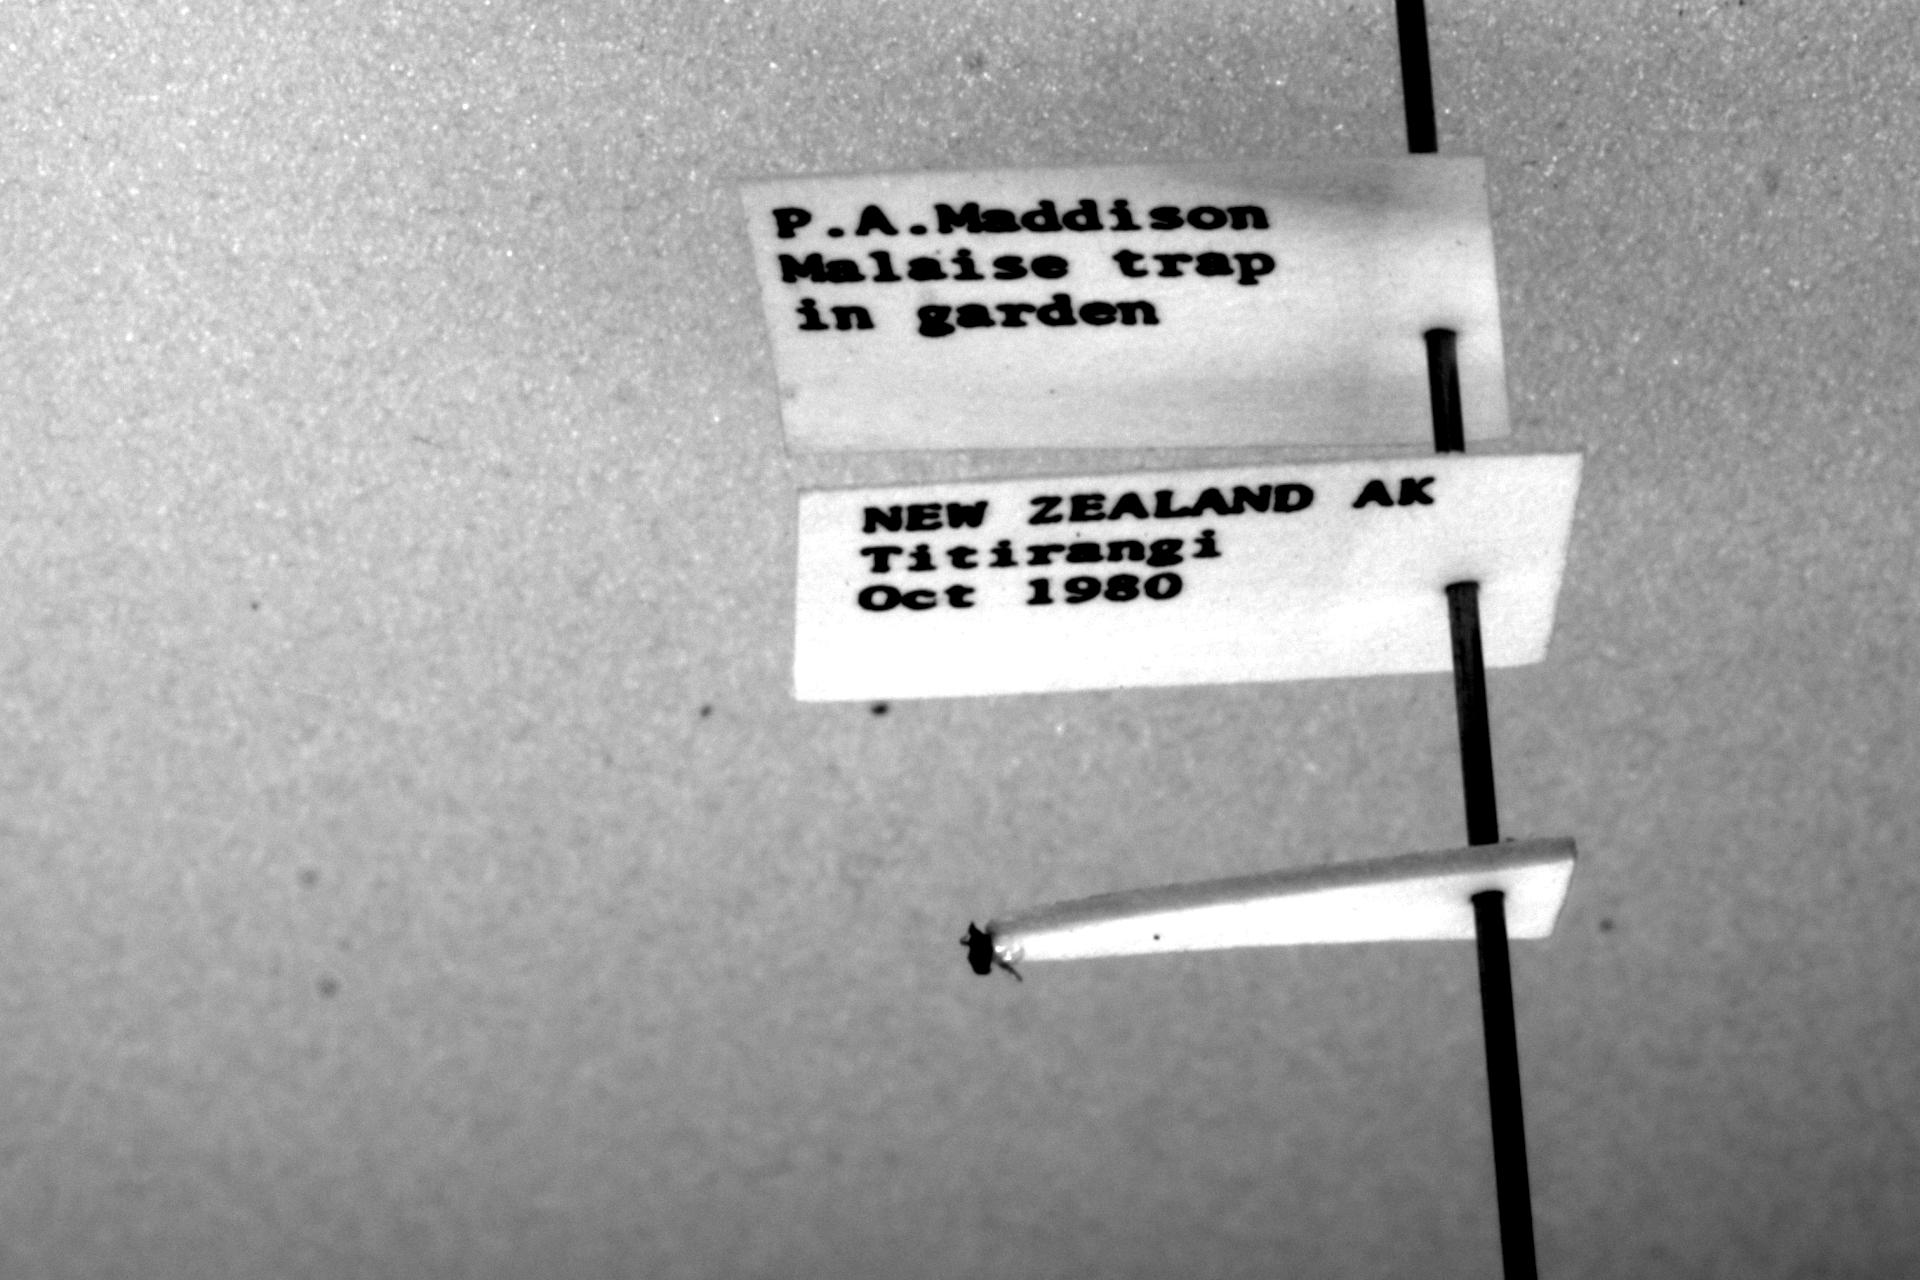 P.A.Maddison
Malaise trap
in garden
NEW ZEALAND AK
Titirangi
Oct 1980